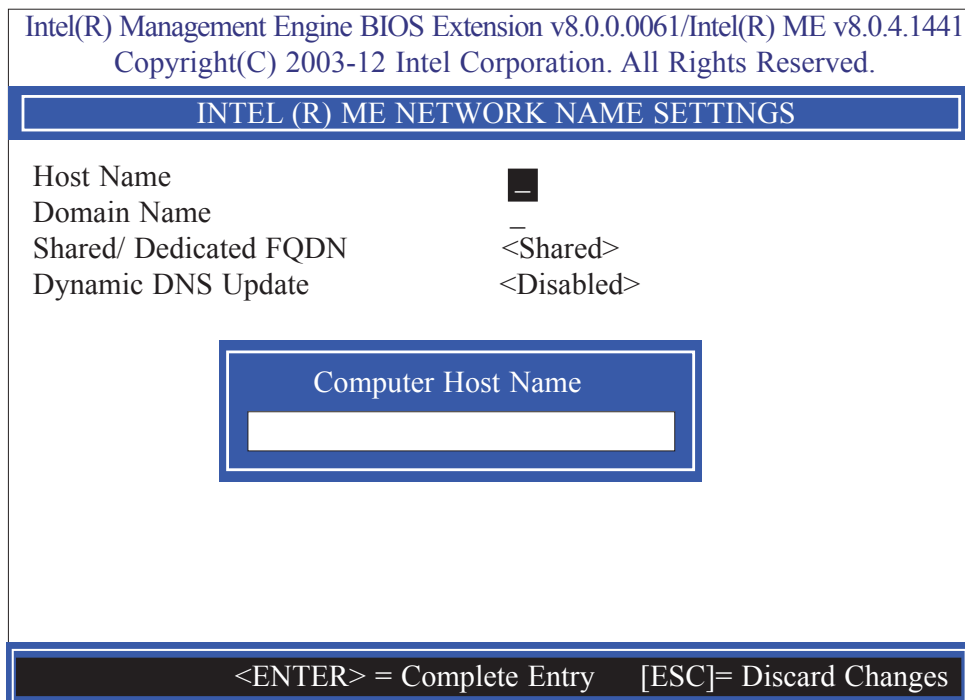 Intel(R) Management Engine BIOS Extension v8.0.0.0061/Intel(R) ME v8.0.4.1441
Copyright(C) 2003-12 Intel Corporation. All Rights Reserved.
INTEL (R) ME NETWORK NAME SETTINGS
Host Name _
Domain Name _
Shared/ Dedicated FQDN <Shared>
Dynamic DNS Update <Disabled>
Computer Host Name
<ENTER> = Complete Entry [ESC]= Discard Changes